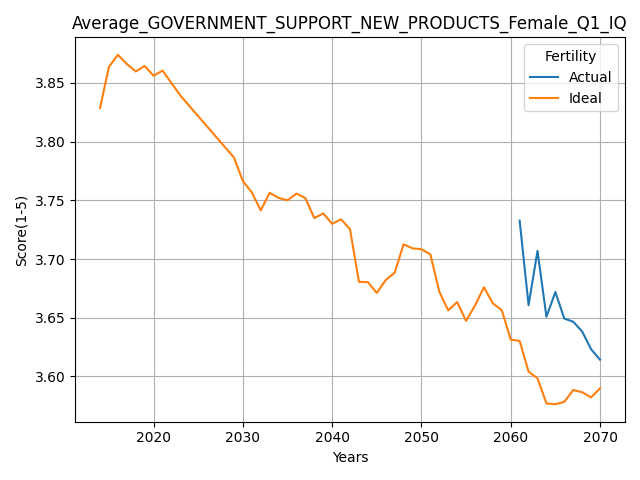 Average_GOVERNMENT_SUPPORT_NEW_PRODUCTS_Female_Q1_IQ
Fertility
Actual
Ideal
Score(1-5)
3.85
3.80
3.75
3.70
3.65
3.60
2020 2030 2040 2050 2060 2070
Years